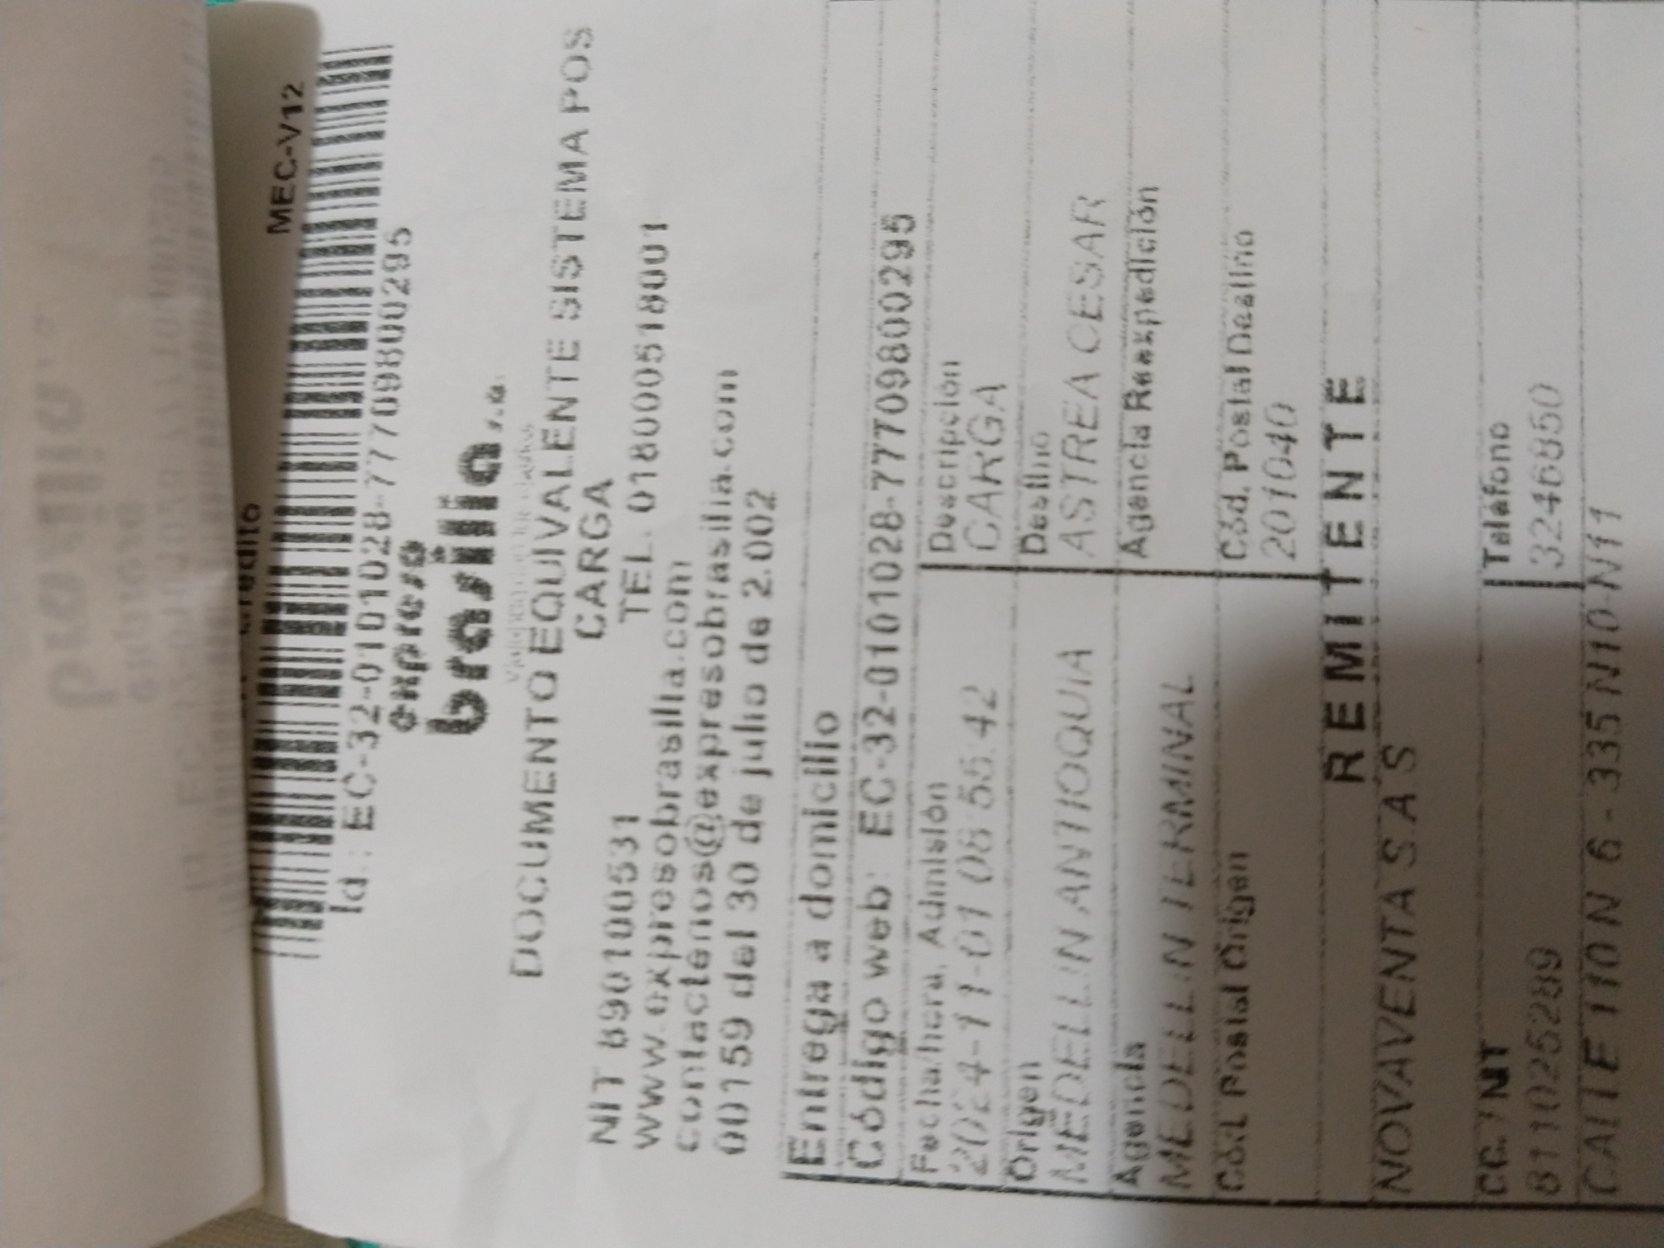 MEC-V12
Id.: EC-32-0101028-7777098002​95
expreso
brasilia s.a.
DOCUMENTO EQUIVALENTE SISTEMA POS
CARGA
NIT 890100531 TEL. 018000518001
www.expresobrasilia.com
contactenos@expresobrasilia.com
00159 del 30 de julio de 2.002
Entrega a domicilio
Código web: EC-32-0101028-777709800295
Fecha/hora, Admisión Descripción
2024-11-01 08:55:42 CARGA
Origen Destino
MEDELLIN ANTIOQUIA ASTREA CESAR
Agencia Agencia Reexpedición
MEDELLIN TERMINAL
Cód. Postal Origen Cód. Postal Destino
201040
REMITENTE
NOVAVENTA S A S
CC. / NIT Teléfono
811025289 3246850
CALLE 110 N 6 - 335 N10 N11